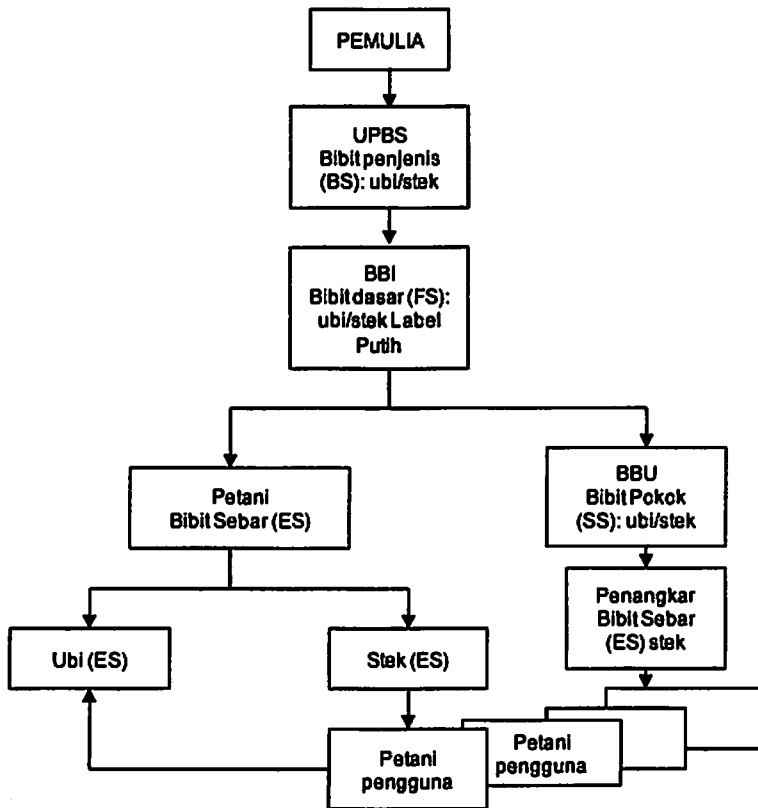 PEMULIA
UPBS
Bibit penjenis
(BS): ubi/stek
BBI
Bibit dasar (FS):
ubi/stek Label
Putih
Petani
Bibit Sebar (ES)
BBU
Bibit Pokok
(SS): ubi/stek
Ubi (ES)
Stek (ES)
Penangkar
Bibit Sebar
(ES) stek
Petani
pengguna
Petani
pengguna